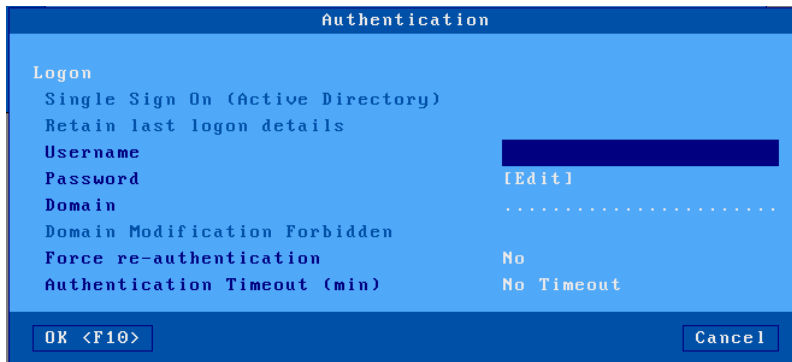 Authentication
Logon
Single Sign On (Active Directory)
Retain last logon details
Username
Password [Edit]
Domain .......................
Domain Modification Forbidden
Force re-authentication No
Authentication Timeout (min) No Timeout
OK <F10> Cancel